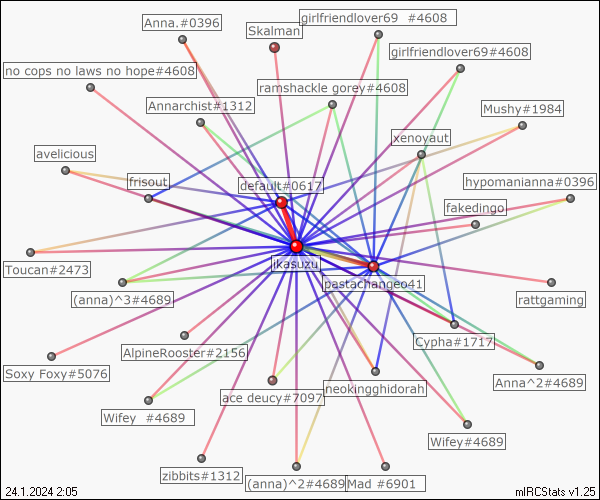 girlfriendlover69 #4608
Anna.#0396
Skalman
girlfriendlover69#4608
no cops no laws no hope#4608
ramshackle gorey#4608
Annarchist#1312
Mushy#1984
xenoyaut
avelicious
frisout
default#0617
hypomanianna#0396
fakedingo
jkasuzu
Toucan#2473
pastachangeo41
(anna)^3#4689
rattgaming
Cypha#1717
AlpineRooster#2156
Soxy Foxy#5076
Anna^2#4689
neokingghidorah
ace deucy#7097
Wifey #4689
Wifey#4689
zibbits#1312
(anna)^2#4689
Mad #6901
24.1.2024 2:05
mIRCStats v1.25